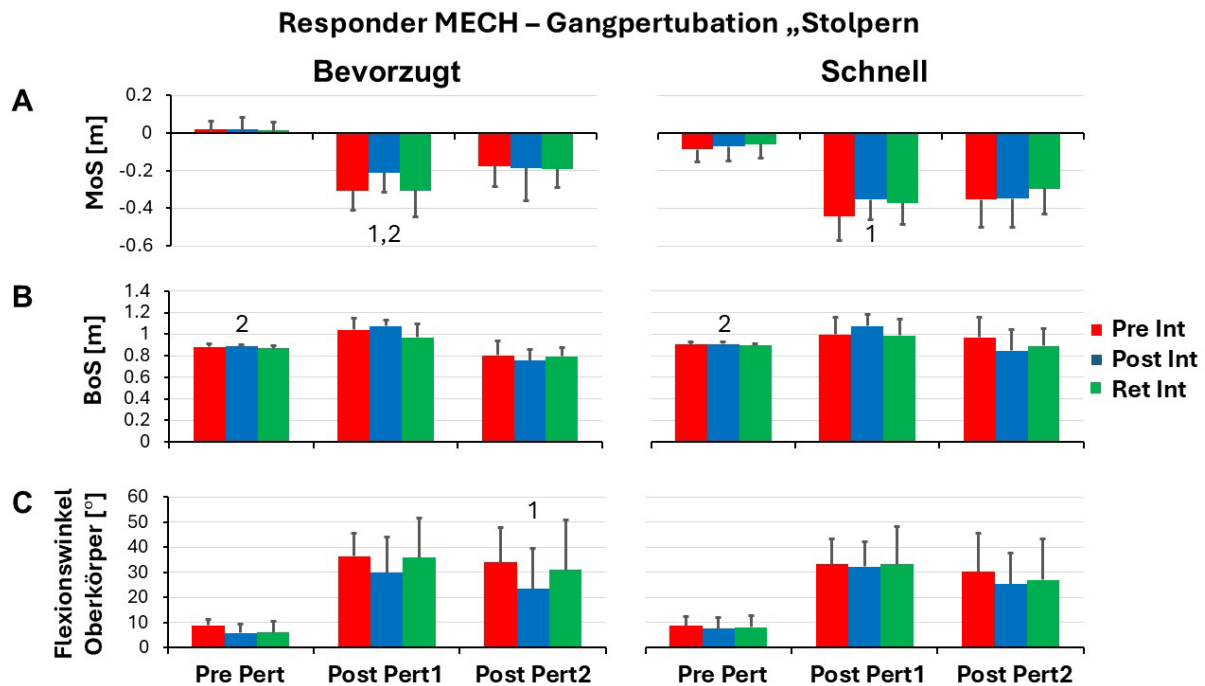 Responder MECH – Gangpertubation „Stolpern
Bevorzugt
Schnell
A
MoS [m]
0.2
0
-0.2
-0.4
-0.6
1,2
1
B
BoS [m]
1.4
1.2
1
0.8
0.6
0.4
0.2
0
2
2
Pre Int
Post Int
Ret Int
C
Flexionswinkel
Oberkörper [°]
60
50
40
30
20
10
0
1
Pre Pert Post Pert1 Post Pert2
Pre Pert Post Pert1 Post Pert2